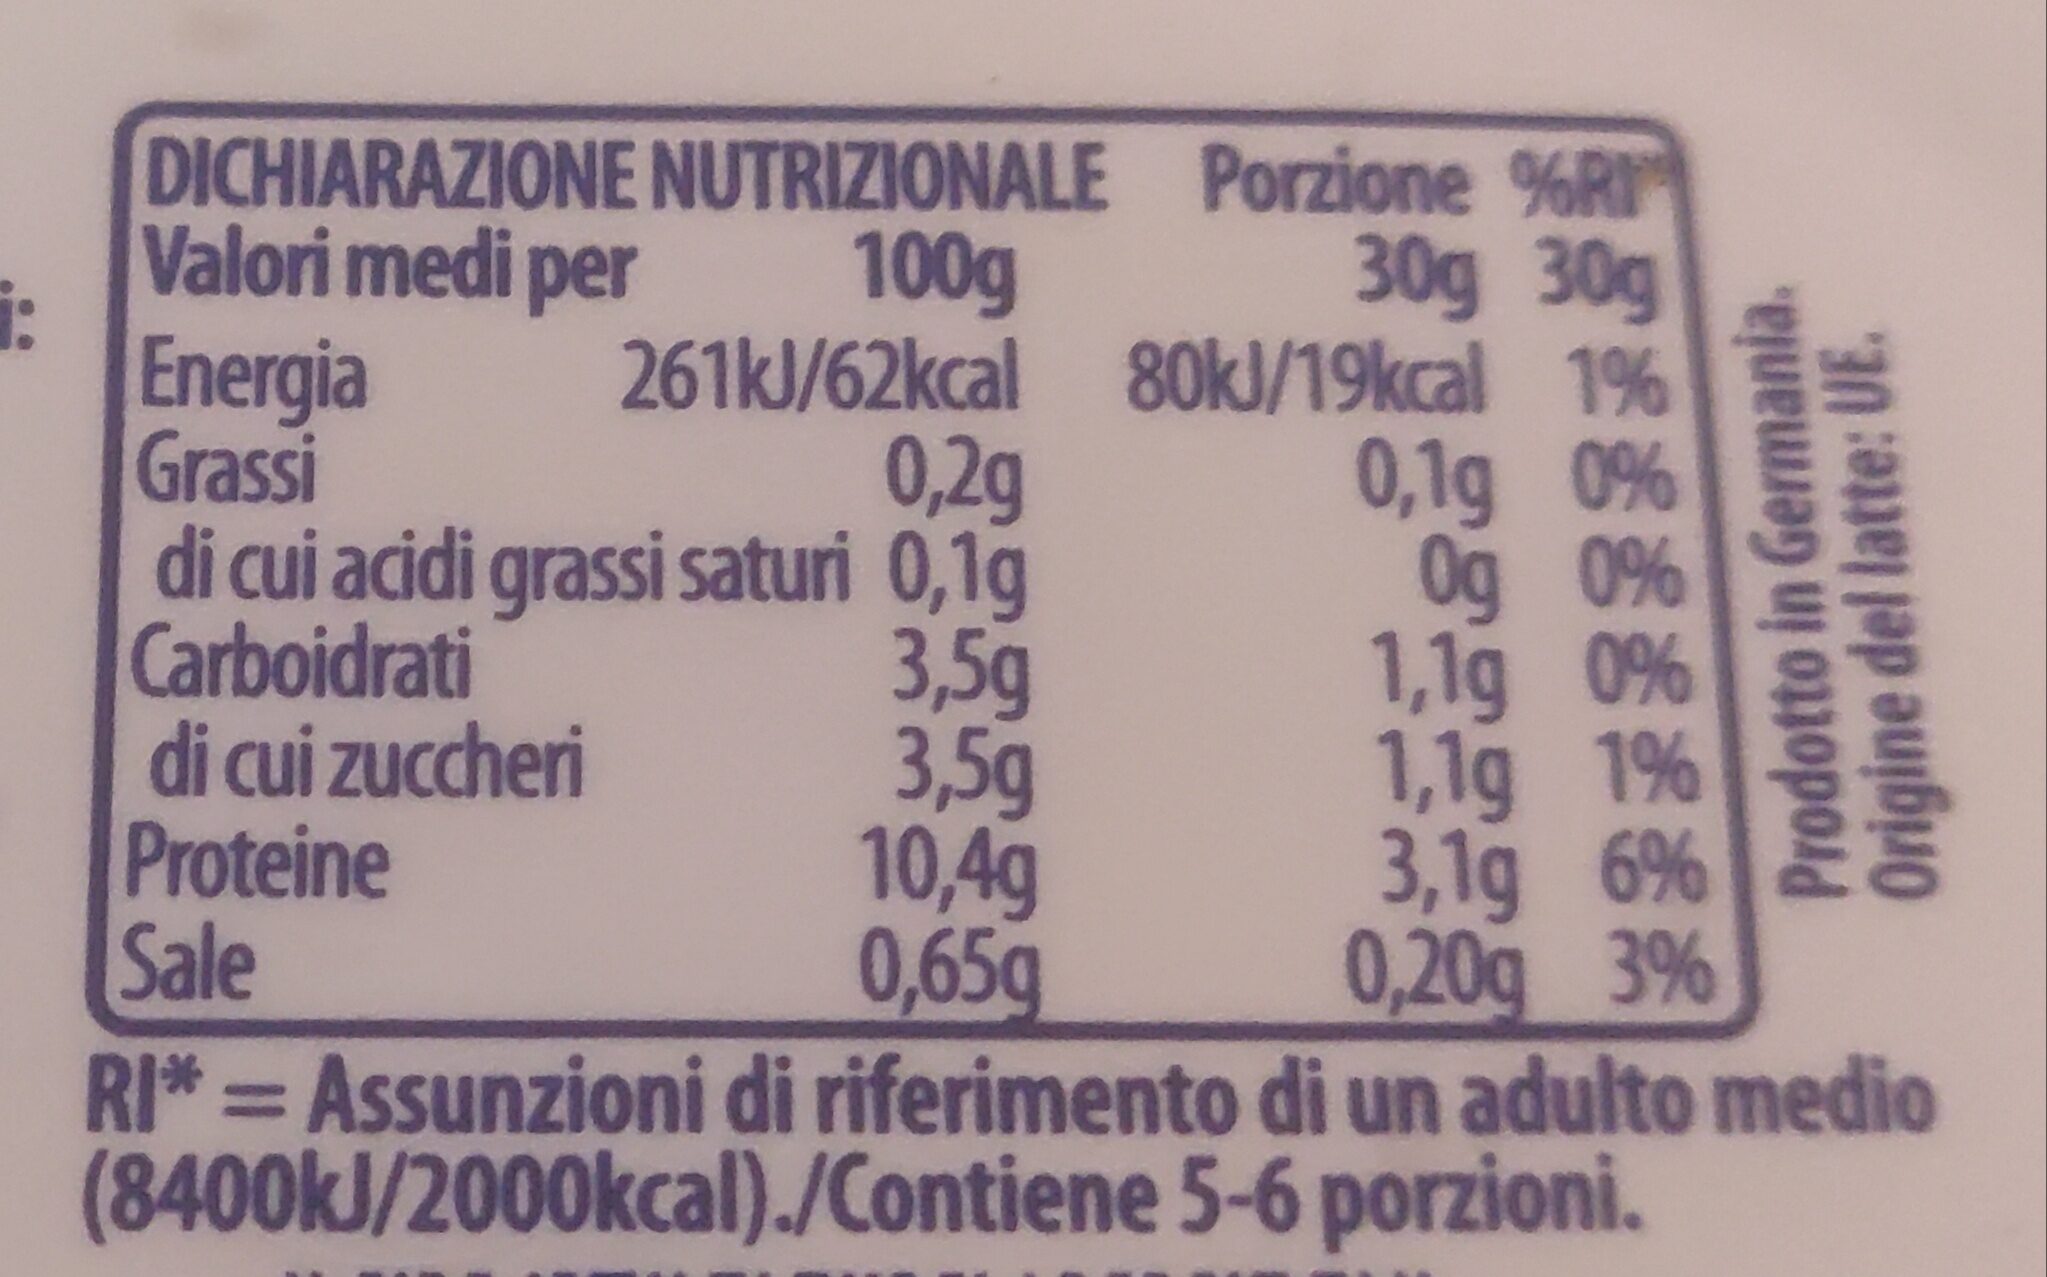 DICHIARAZIONE NUTRIZIONALE Porzione %RI*
Valori medi per 100g 30g 30g
Energia 261kJ/62kcal 80kJ/19kcal 1%
Grassi 0,2g 0,1g 0%
di cui acidi grassi saturi 0,1g 0g 0%
Carboidrati 3,5g 1,1g 0%
di cui zuccheri 3,5g 1,1g 1%
Proteine 10,4g 3,1g 6%
Sale 0,65g 0,20g 3%
RI* = Assunzioni di riferimento di un adulto medio
(8400kJ/2000kcal)./Contiene 5-6 porzioni.
Prodotto in Germania.
Origine del latte: UE.
i: